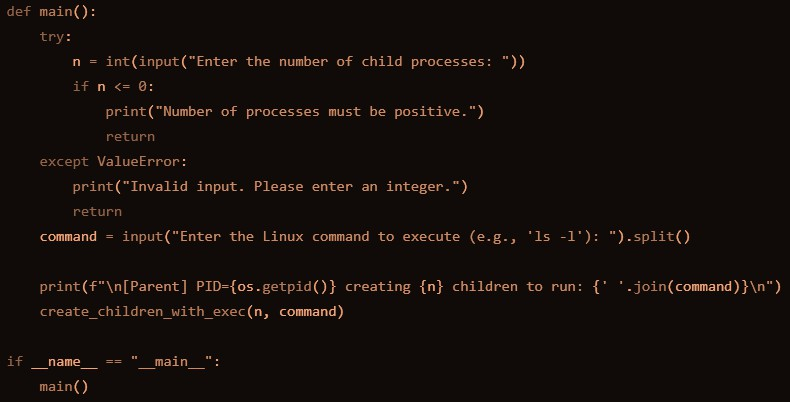 def main():
    try:
        n = int(input("Enter the number of child processes: "))
        if n <= 0:
            print("Number of processes must be positive.")
            return
    except ValueError:
        print("Invalid input. Please enter an integer.")
        return
    command = input("Enter the Linux command to execute (e.g., 'ls -l'): ").split()

    print(f"\n[Parent] PID={os.getpid()} creating {n} children to run: {' '.join(command)}\n")
    create_children_with_exec(n, command)

if __name__ == "__main__":
    main()